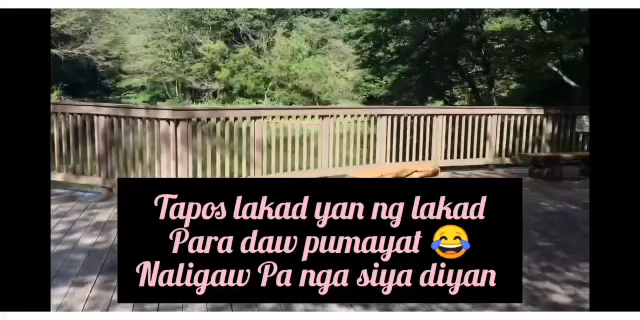 Tapos lakad yan ng lakad
Para daw pumayat 😂
Naligaw Pa nga siya diyan